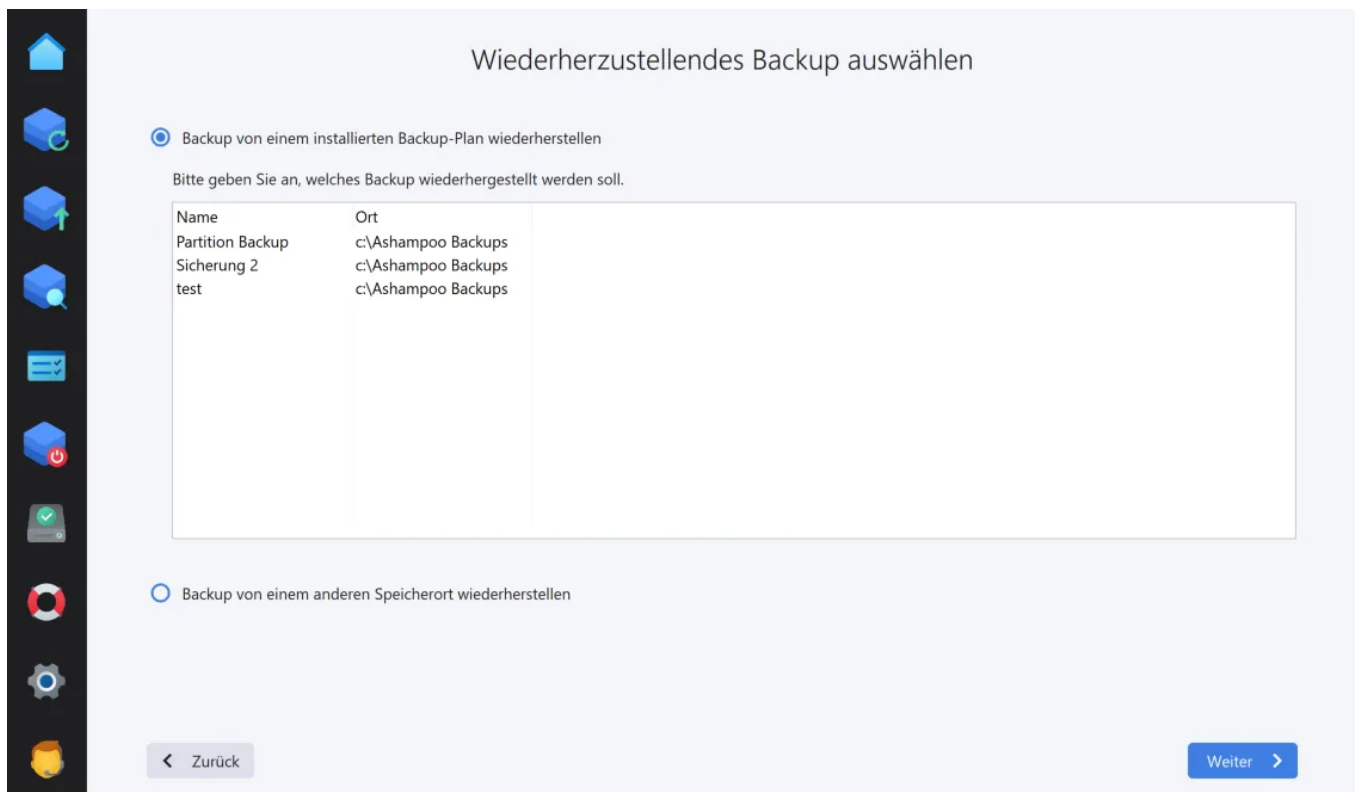 Wiederherzustellendes Backup auswählen
Backup von einem installierten Backup-Plan wiederherstellen
Bitte geben Sie an, welches Backup wiederhergestellt werden soll.
Name Ort
Partition Backup c:\Ashampoo Backups
Sicherung 2 c:\Ashampoo Backups
test c:\Ashampoo Backups
Backup von einem anderen Speicherort wiederherstellen
Zurück Weiter